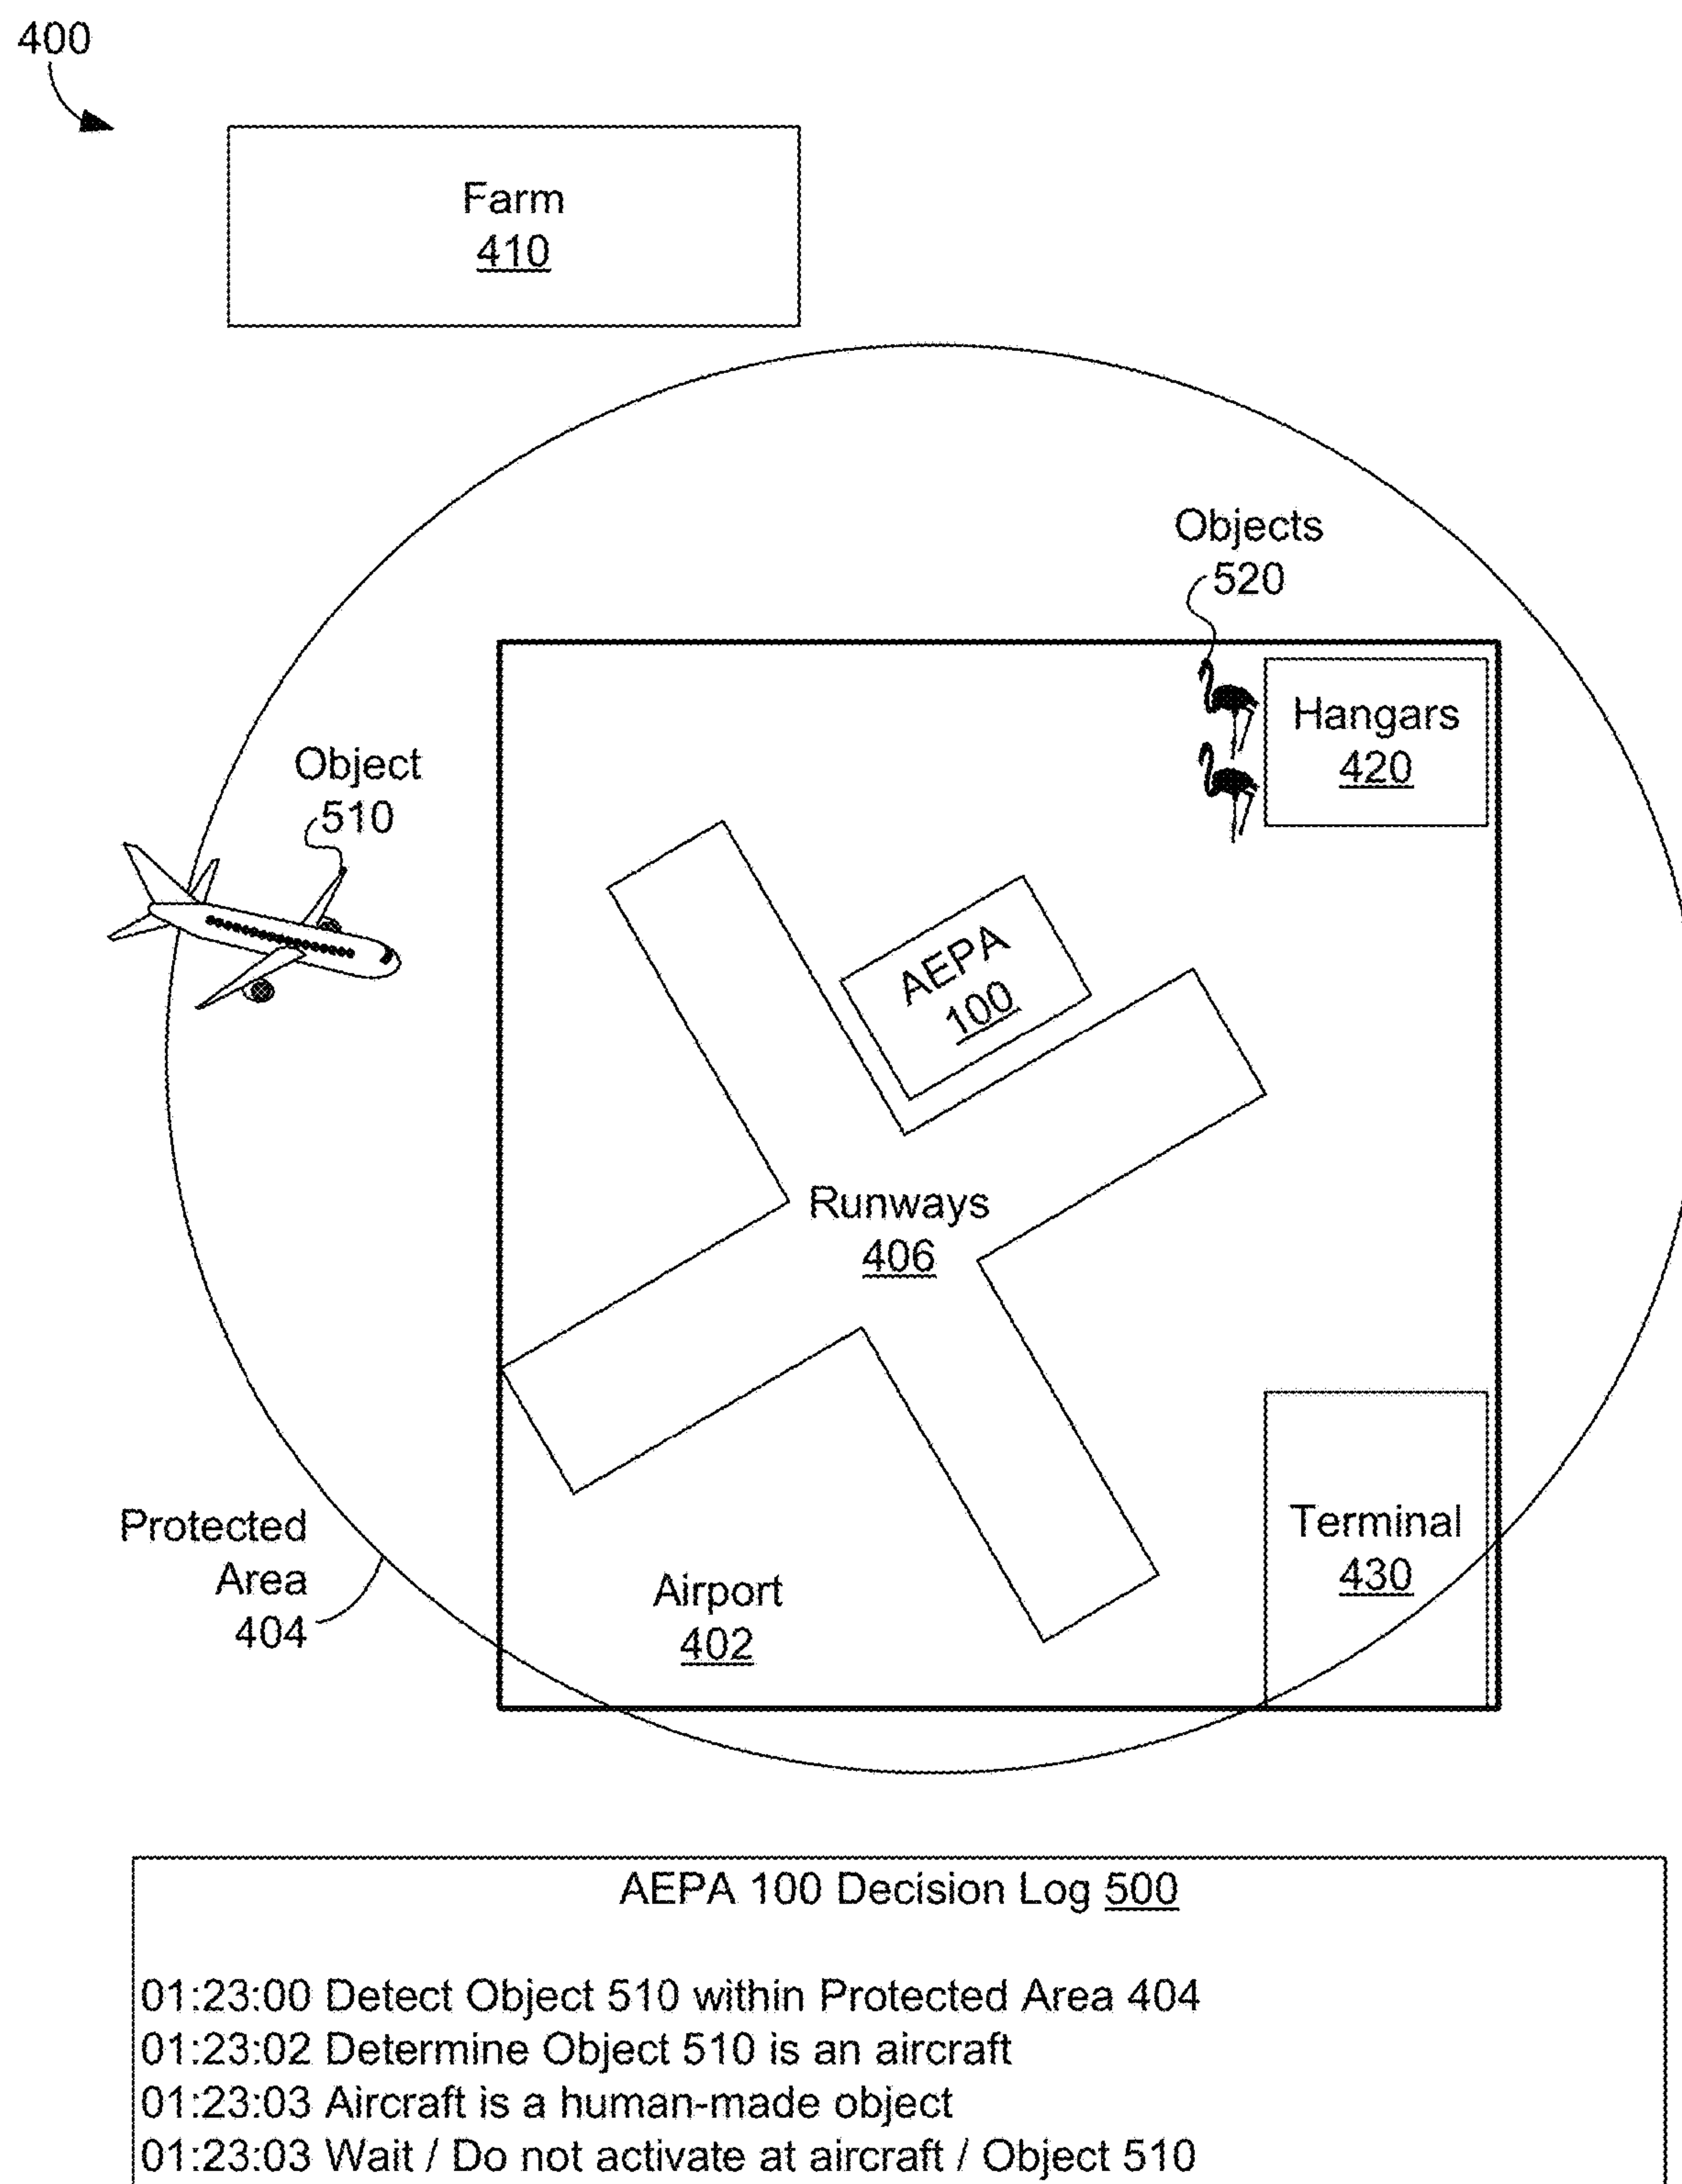 400
Farm
410
Objects
520
Hangars
420
Object
510
AEPA
100
Runways
406
Terminal
430
Protected
Area
404
Airport
402
AEPA 100 Decision Log 500
01:23:00 Detect Object 510 within Protected Area 404
01:23:02 Determine Object 510 is an aircraft
01:23:03 Aircraft is a human-made object
01:23:03 Wait / Do not activate at aircraft / Object 510